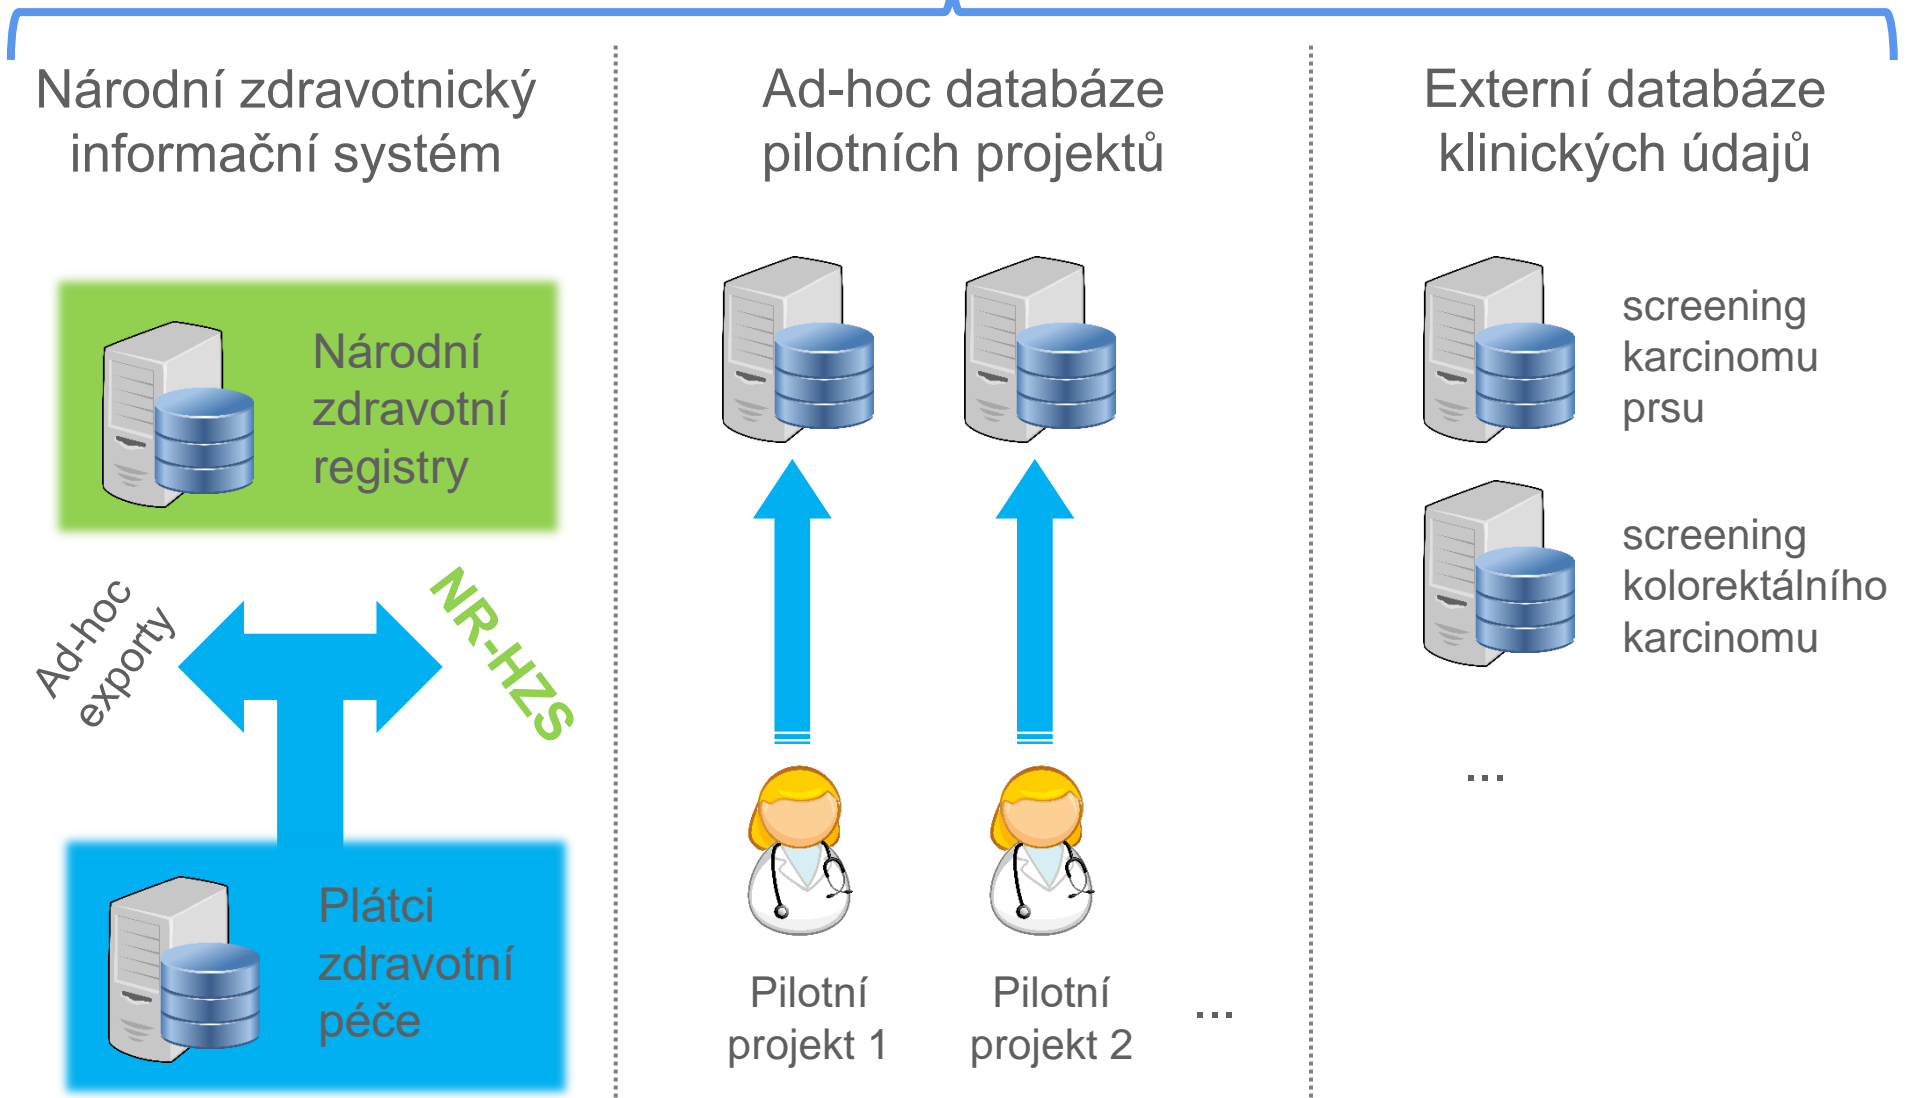 Národní zdravotnický
informační systém
Národní
zdravotní
registry
Ad-hoc
exporty
NR-HZS
Plátci
zdravotní
péče
Ad-hoc databáze
pilotních projektů
Pilotní
projekt 1
Pilotní
projekt 2
...
Externí databáze
klinických údajů
screening
karcinomu
prsu
screening
kolorektálního
karcinomu
...